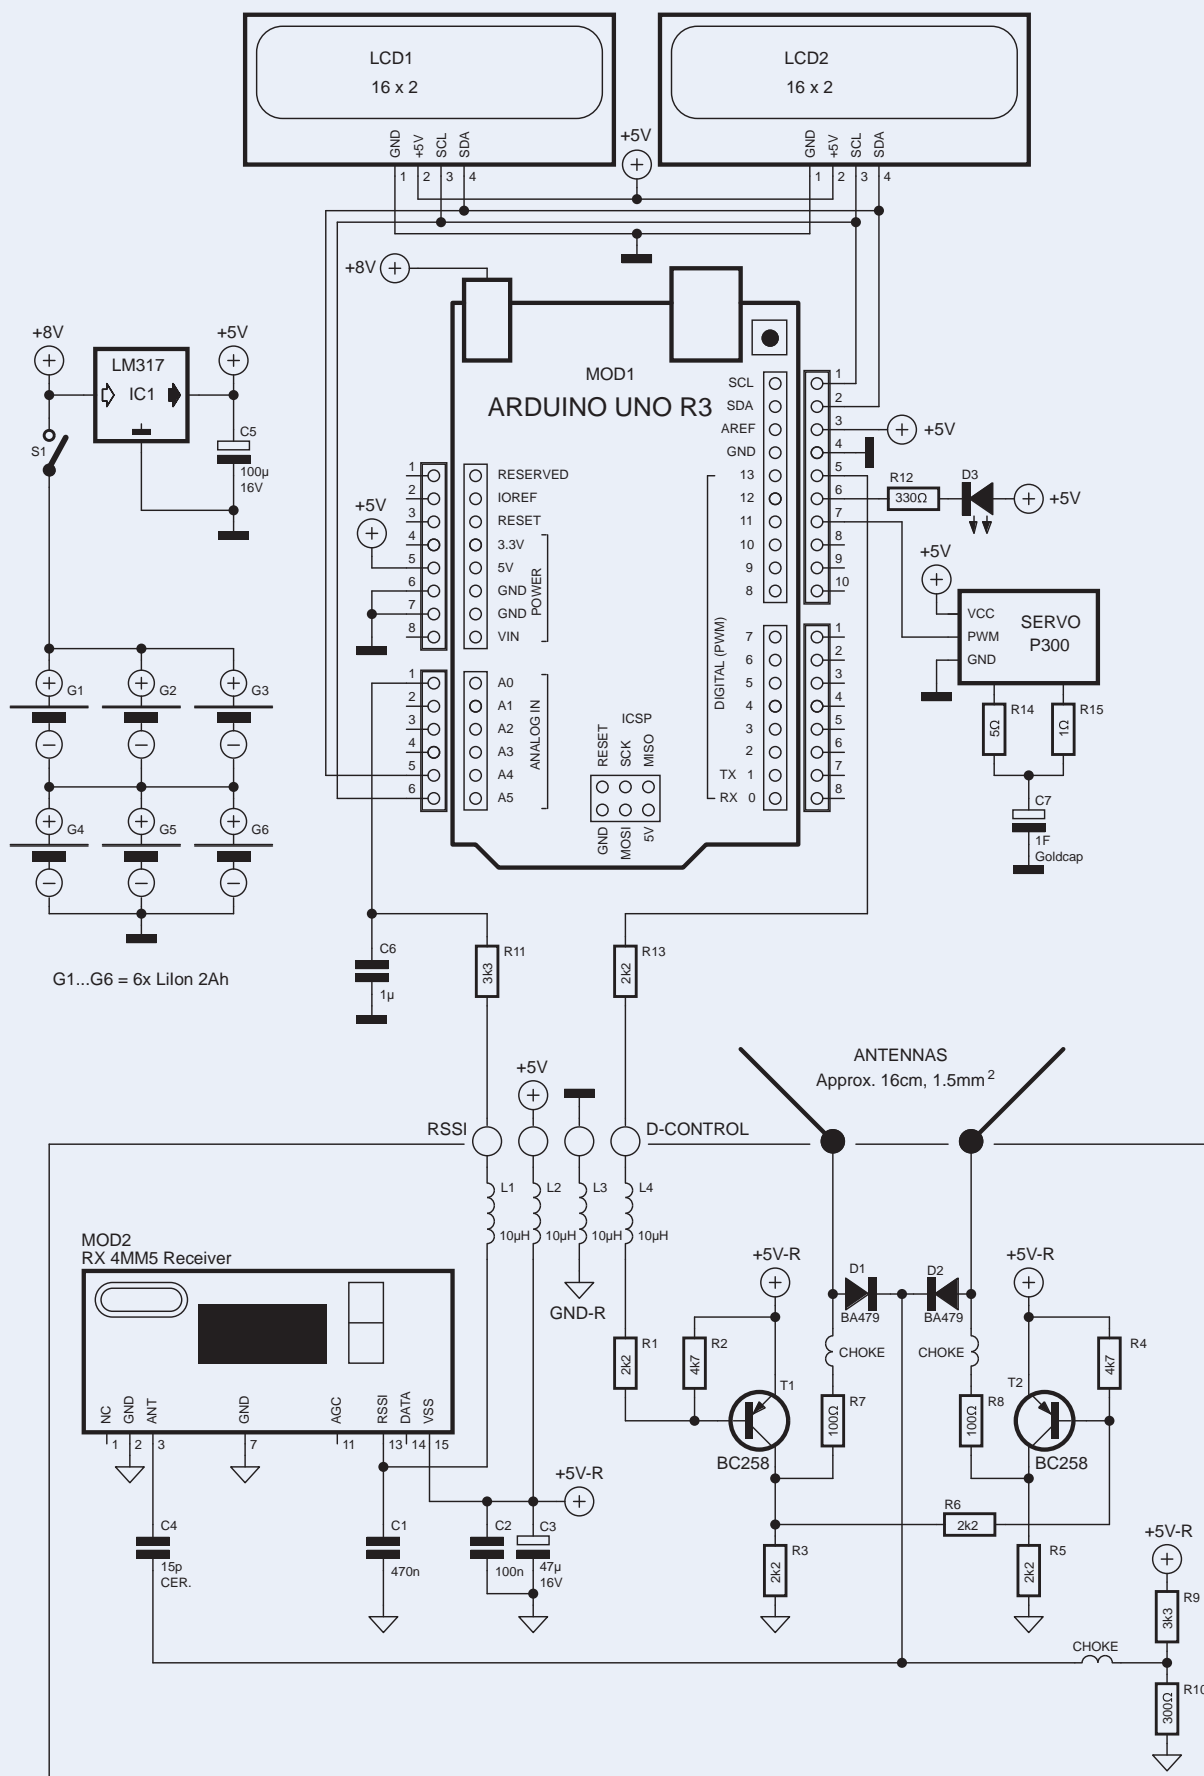 LCD1
16 x 2
LCD2
16 x 2
GND
+5V
SCL
SDA
1
2
3
4
+5V
GND
+5V
SCL
SDA
1
2
3
4
+8V
+8V
+5V
LM317
IC1
S1
C5
100µ
16V
MOD1
ARDUINO UNO R3
1
2
3
4
5
6
7
8
+5V
RESERVED
IOREF
RESET
3.3V
5V
GND
GND
VIN
POWER
1
2
3
4
5
6
A0
A1
A2
A3
A4
A5
ANALOG IN
ICSP
RESET
SCK
MISO
GND
MOSI
5V
SCL
SDA
AREF
GND
13
12
11
10
9
8
DIGITAL (PWM)
7
6
5
4
3
2
TX 1
RX 0
1
2
3
4
5
6
7
8
9
10
1
2
3
4
5
6
7
8
+5V
R12
330Ω
D3
+5V
+5V
VCC
PWM
GND
SERVO
P300
R14
5Ω
R15
1Ω
C7
1F
Goldcap
G1
G2
G3
G4
G5
G6
G1...G6 = 6x LiIon 2Ah
C6
1µ
R11
3k3
R13
2k2
ANTENNAS
Approx. 16cm, 1.5mm 2
+5V
RSSI
D-CONTROL
L1
10µH
L2
10µH
L3
10µH
L4
10µH
GND-R
MOD2
RX 4MM5 Receiver
NC
GND
ANT
GND
AGC
RSSI
DATA
VSS
1
2
3
7
11
13
14
15
+5V-R
C4
15p
CER.
C1
470n
C2
100n
C3
47µ
16V
+5V-R
+5V-R
R1
2k2
R2
4k7
T1
BC258
D1
BA479
D2
BA479
CHOKE
CHOKE
R7
100Ω
R8
100Ω
T2
BC258
R4
4k7
R6
2k2
R3
2k2
R5
2k2
+5V-R
R9
3k3
CHOKE
R10
300Ω